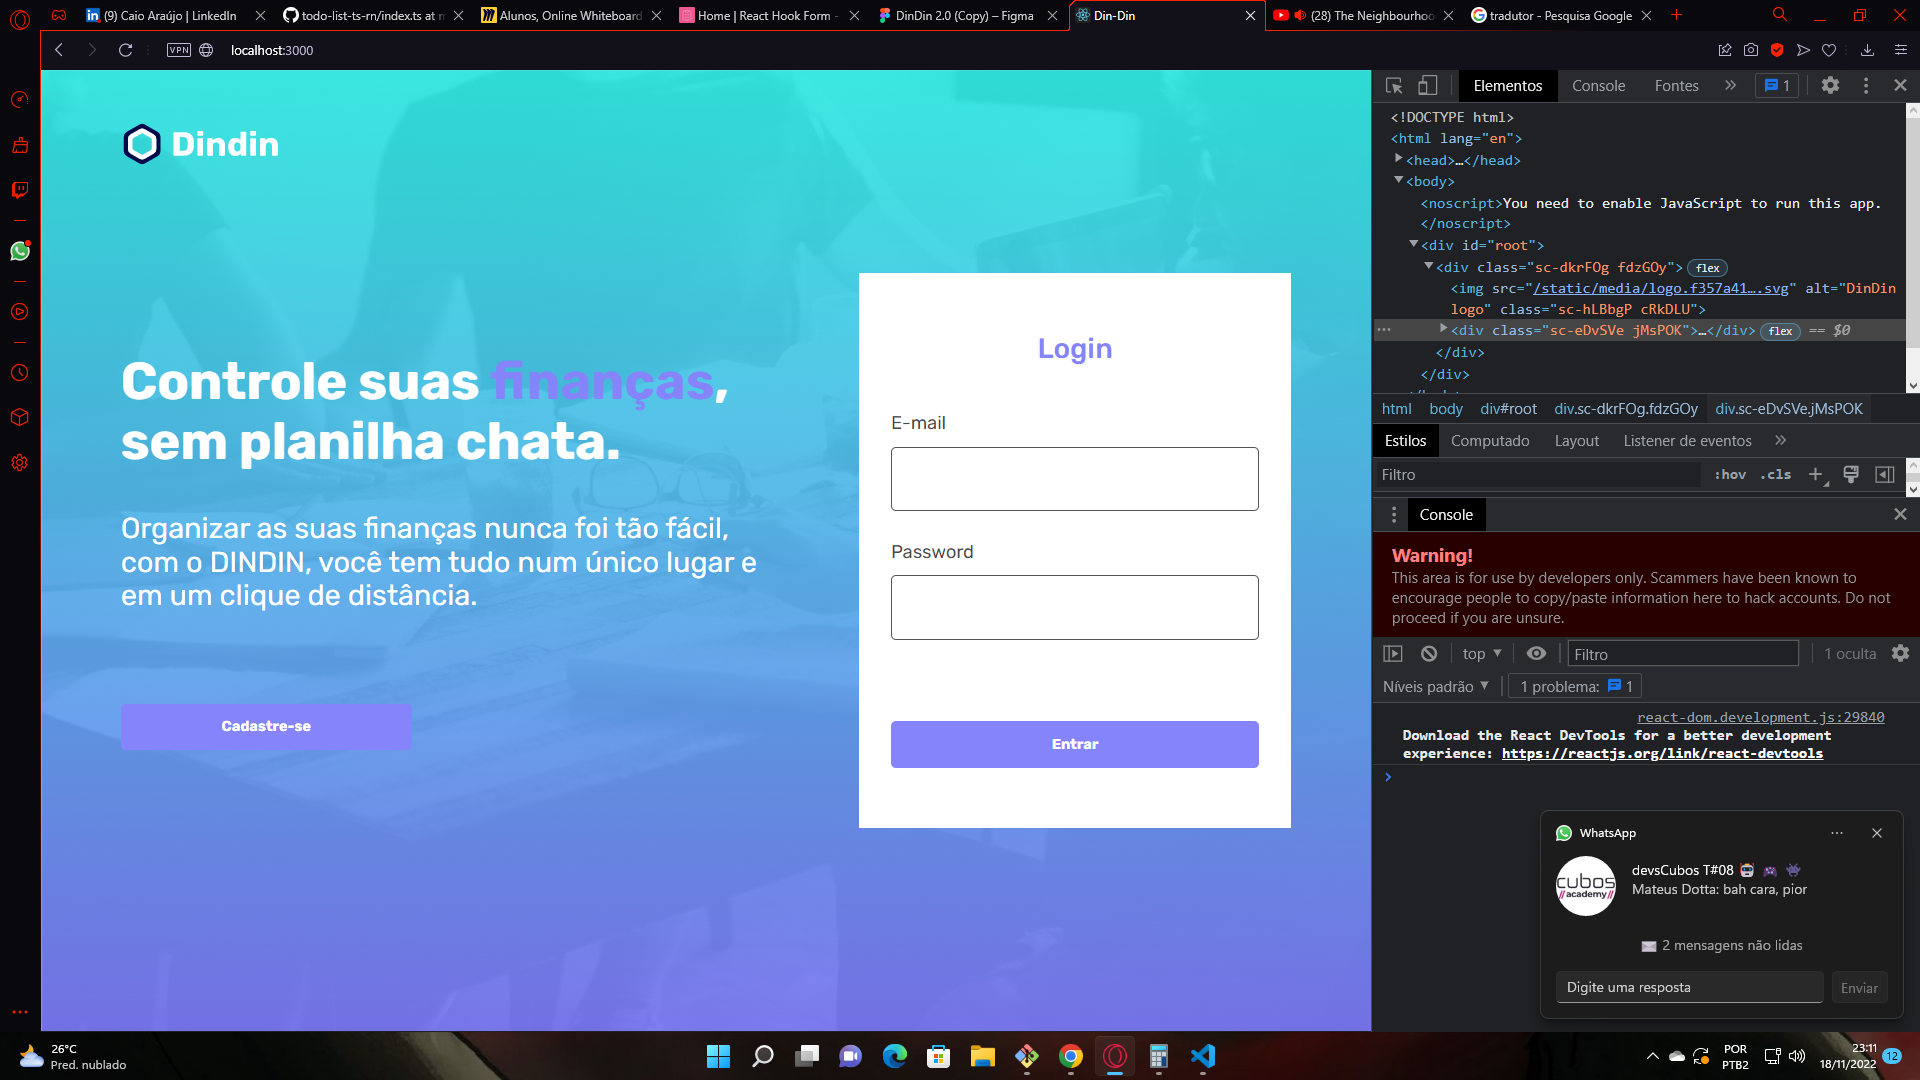 (9) Caio Araújo | LinkedIn
todo-list-ts-rn/index.ts at m
Alunos, Online Whiteboard
Home | React Hook Form -
DinDin 2.0 (Copy) – Figma
Din-Din
(28) The Neighbourhoo
tradutor - Pesquisa Google
VPN
localhost:3000
Dindin
Controle suas finanças,
sem planilha chata.
Organizar as suas finanças nunca foi tão fácil,
com o DINDIN, você tem tudo num único lugar e
em um clique de distância.
Cadastre-se
Login
E-mail
Password
Entrar
Elementos
Console
Fontes
1
<!DOCTYPE html>
<html lang="en">
<head>…</head>
<body>
<noscript>You need to enable JavaScript to run this app.
</noscript>
<div id="root">
<div class="sc-dkrFOg fdzGOy"> flex
<img src="/static/media/logo.f357a41….svg" alt="DinDin
logo" class="sc-hLBbgP cRkDLU">
<div class="sc-eDvSVe jMsPOK">…</div> flex == $0
</div>
</div>
html body div#root div.sc-dkrFOg.fdzGOy div.sc-eDvSVe.jMsPOK
Estilos Computado Layout Listener de eventos
Filtro :hov .cls
Console
Warning!
This area is for use by developers only. Scammers have been known to
encourage people to copy/paste information here to hack accounts. Do not
proceed if you are unsure.
top Filtro 1 oculta
Níveis padrão 1 problema: 1
react-dom.development.js:29840
Download the React DevTools for a better development
experience: https://reactjs.org/link/react-devtools
WhatsApp
cubos
//academy//
devsCubos T#08
Mateus Dotta: bah cara, pior
2 mensagens não lidas
Digite uma resposta
Enviar
26°C
Pred. nublado
POR
PTB2
23:11
18/11/2022
12